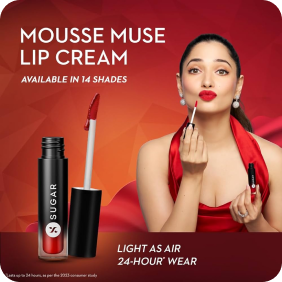 MOUSSE MUSE
LIP CREAM
AVAILABLE IN 14 SHADES
SUGAR
LIGHT AS AIR
24-HOUR* WEAR
*Lasts up to 24 hours, as per the 2023 consumer study